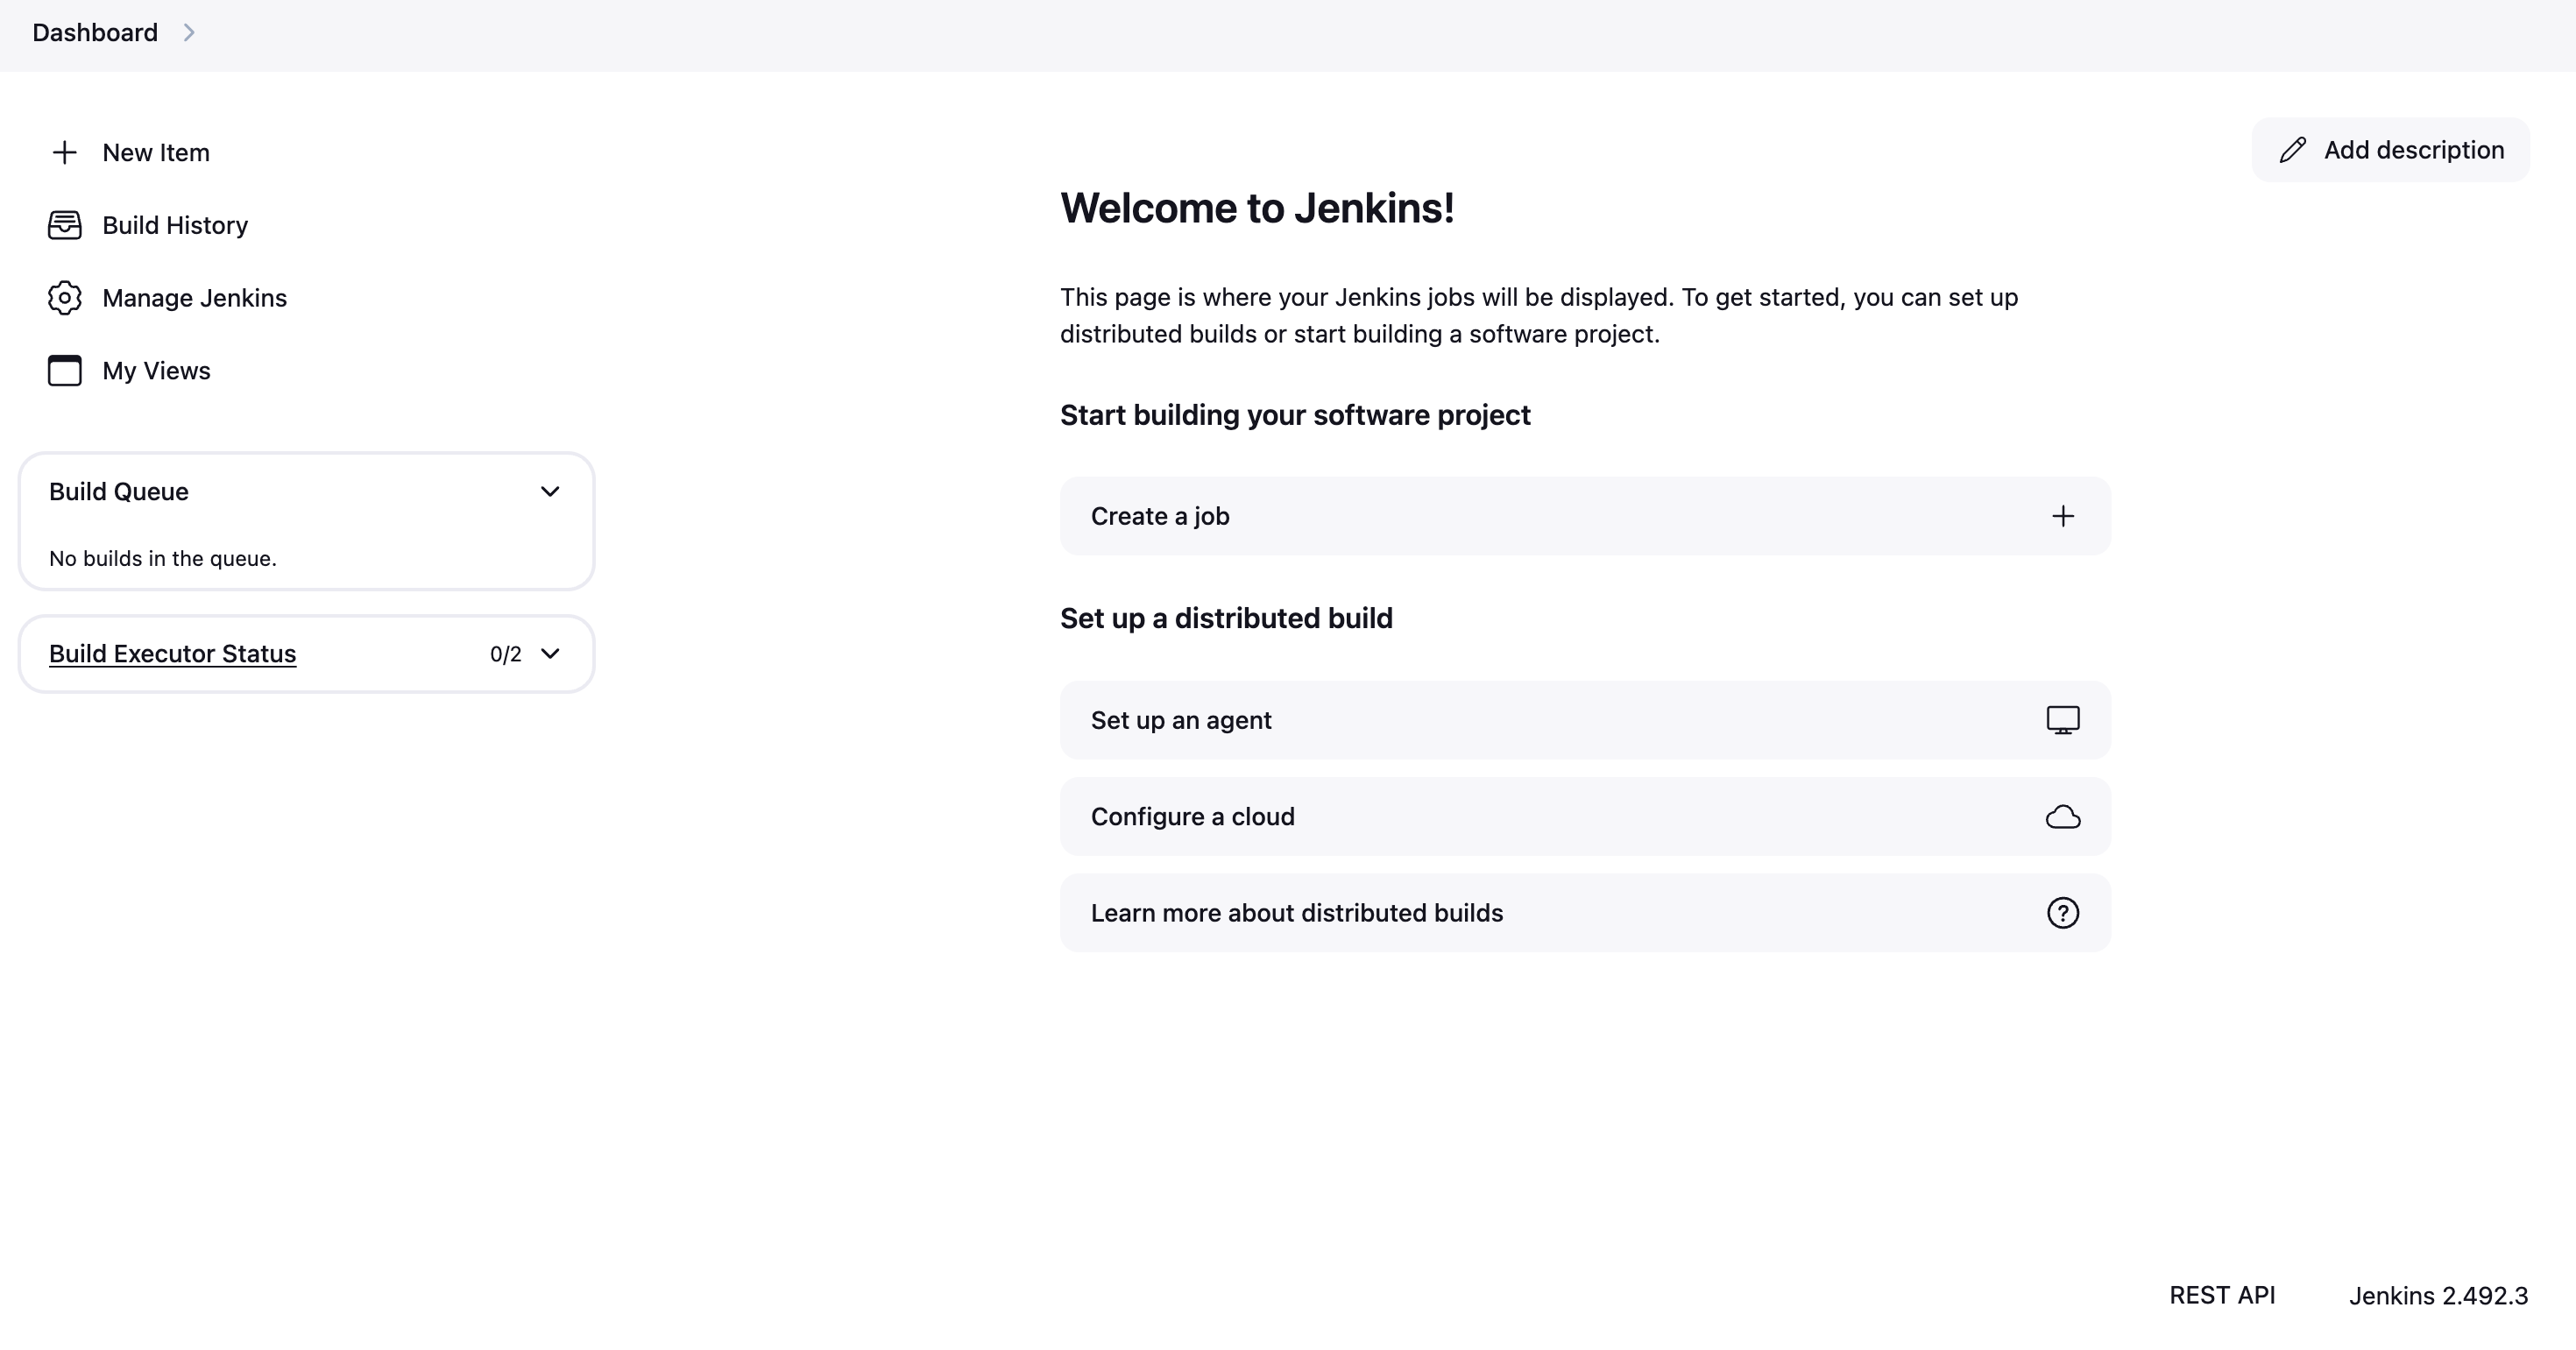 Dashboard
New Item
Build History
Manage Jenkins
My Views
Build Queue
No builds in the queue.
Build Executor Status
0/2
Add description
Welcome to Jenkins!
This page is where your Jenkins jobs will be displayed. To get started, you can set up
distributed builds or start building a software project.
Start building your software project
Create a job
Set up a distributed build
Set up an agent
Configure a cloud
Learn more about distributed builds
REST API
Jenkins 2.492.3